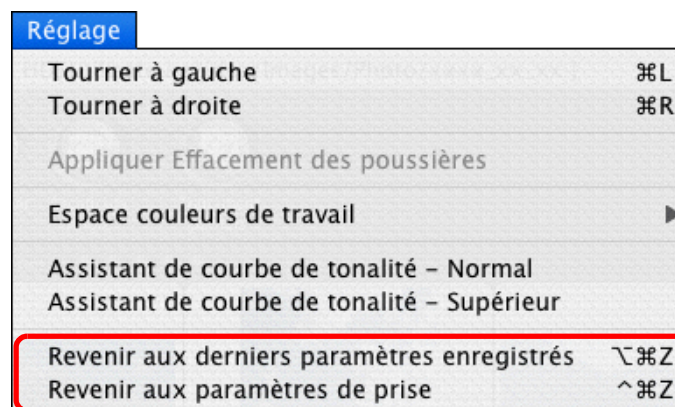 Réglage
Tourner à gauche ⌘L
Tourner à droite ⌘R
Appliquer Effacement des poussières
Espace couleurs de travail ▶
Assistant de courbe de tonalité – Normal
Assistant de courbe de tonalité – Supérieur
Revenir aux derniers paramètres enregistrés ⌥⌘Z
Revenir aux paramètres de prise ^⌘Z